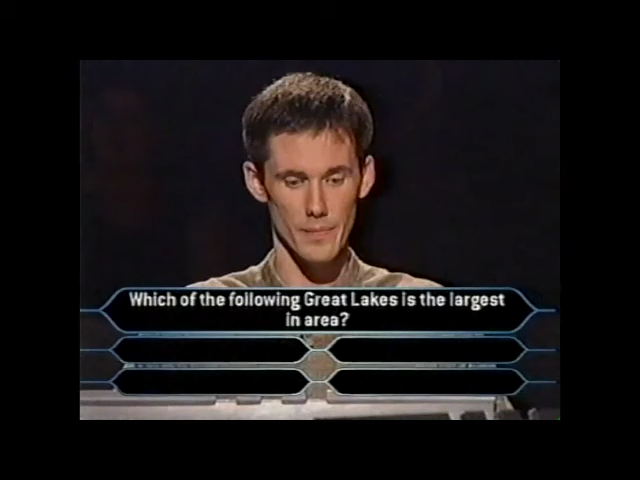 Which of the following Great Lakes is the largest
in area?